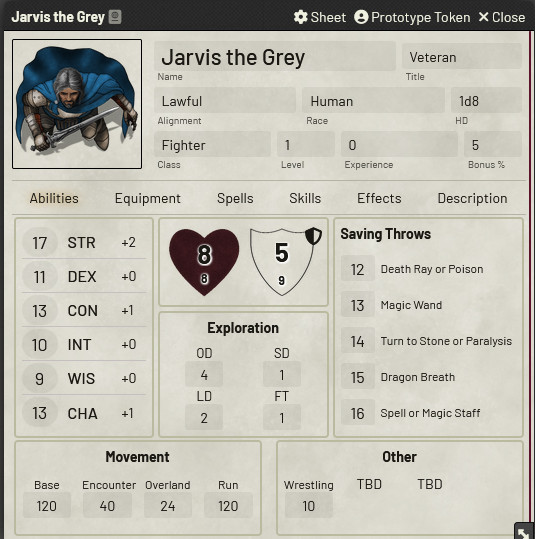 Jarvis the Grey Sheet Prototype Token Close
Jarvis the Grey Veteran
Name Title
Lawful Human 1d8
Alignment Race HD
Fighter 1 0 5
Class Level Experience Bonus %
Abilities Equipment Spells Skills Effects Description
17 STR +2
11 DEX +0
13 CON +1
10 INT +0
9 WIS +0
13 CHA +1
8
8
5
9
Exploration
OD SD
4 1
LD FT
2 1
Saving Throws
12 Death Ray or Poison
13 Magic Wand
14 Turn to Stone or Paralysis
15 Dragon Breath
16 Spell or Magic Staff
Movement
Base Encounter Overland Run
120 40 24 120
Other
Wrestling TBD TBD
10